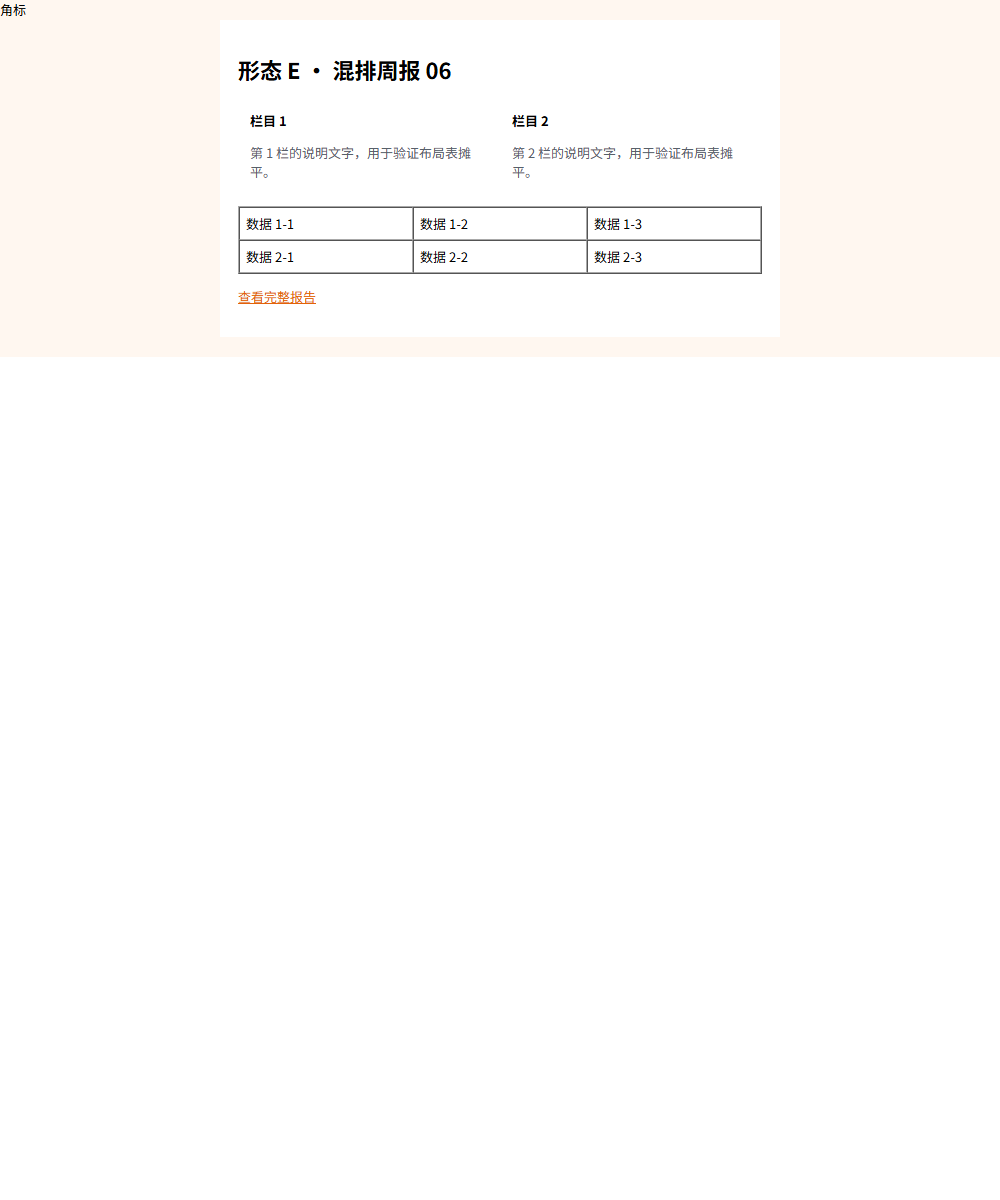 角标
形态 E · 混排周报 06
栏目 1
第 1 栏的说明文字，用于验证布局表摊
平。
栏目 2
第 2 栏的说明文字，用于验证布局表摊
平。
数据 1-1 数据 1-2 数据 1-3
数据 2-1 数据 2-2 数据 2-3
查看完整报告